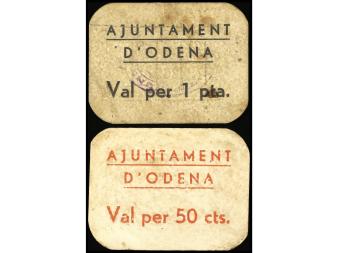 AJUNTAMENT
D'ODENA
Val per 1 pta.
AJUNTAMENT
D'ODENA
Val per 50 cts.